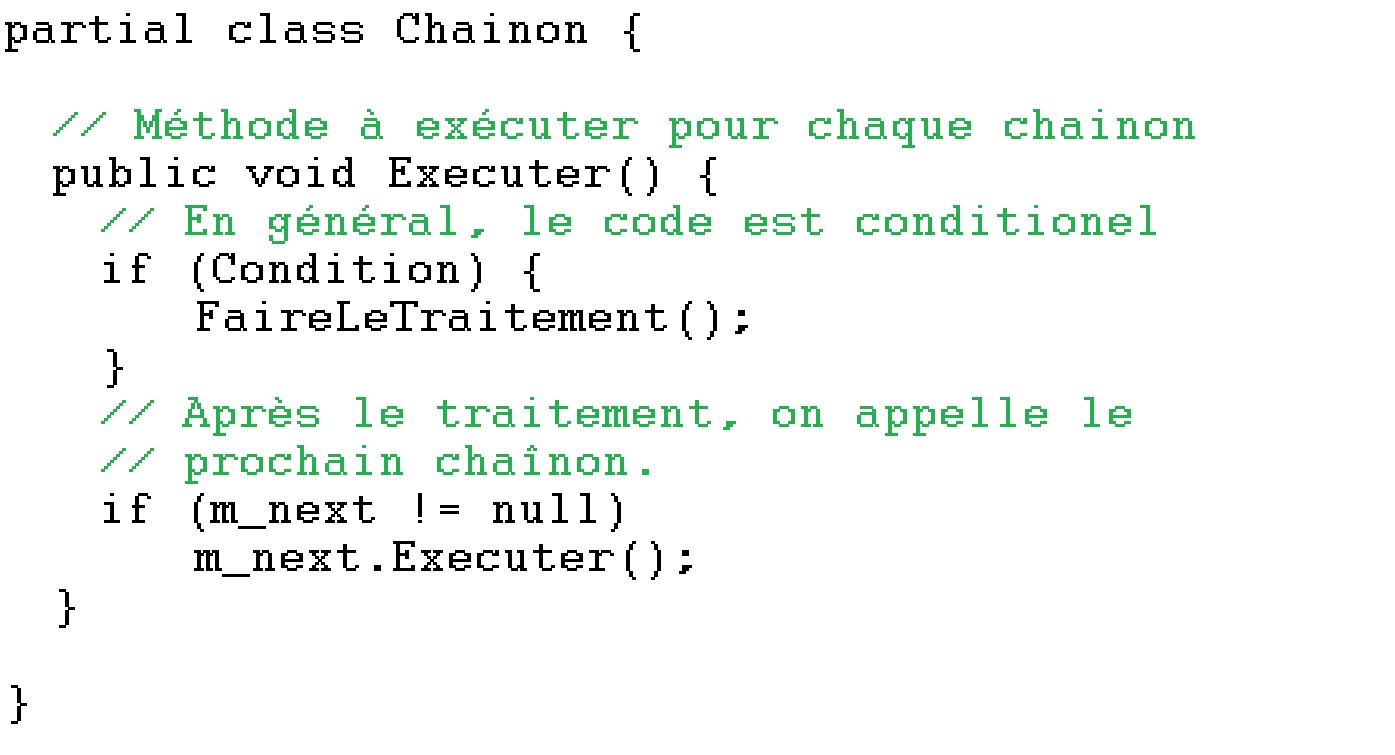 partial class Chainon {
// Méthode à exécuter pour chaque chainon
public void Executer() {
// En général, le code est conditionel
if (Condition) {
FaireLeTraitement();
}
// Après le traitement, on appelle le
// prochain chaînon.
if (m_next != null)
m_next.Executer();
}
}